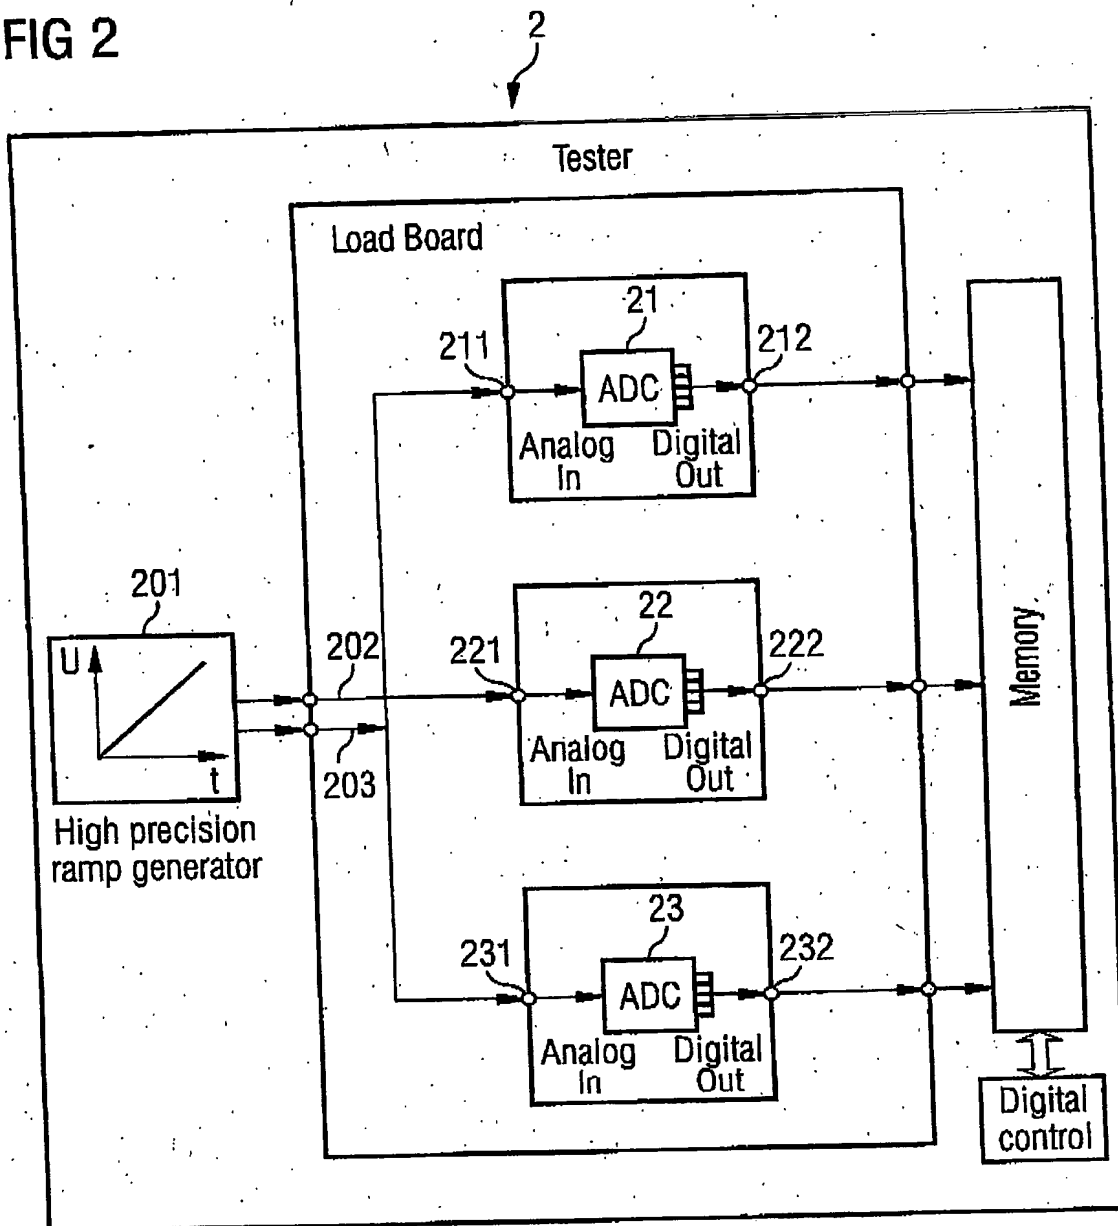 FIG 2
2
Tester
Load Board
21
211
212
ADC
Analog
In
Digital
Out
201
U
t
High precision
ramp generator
202
203
22
221
222
ADC
Analog
In
Digital
Out
23
231
232
ADC
Analog
In
Digital
Out
Memory
Digital
control